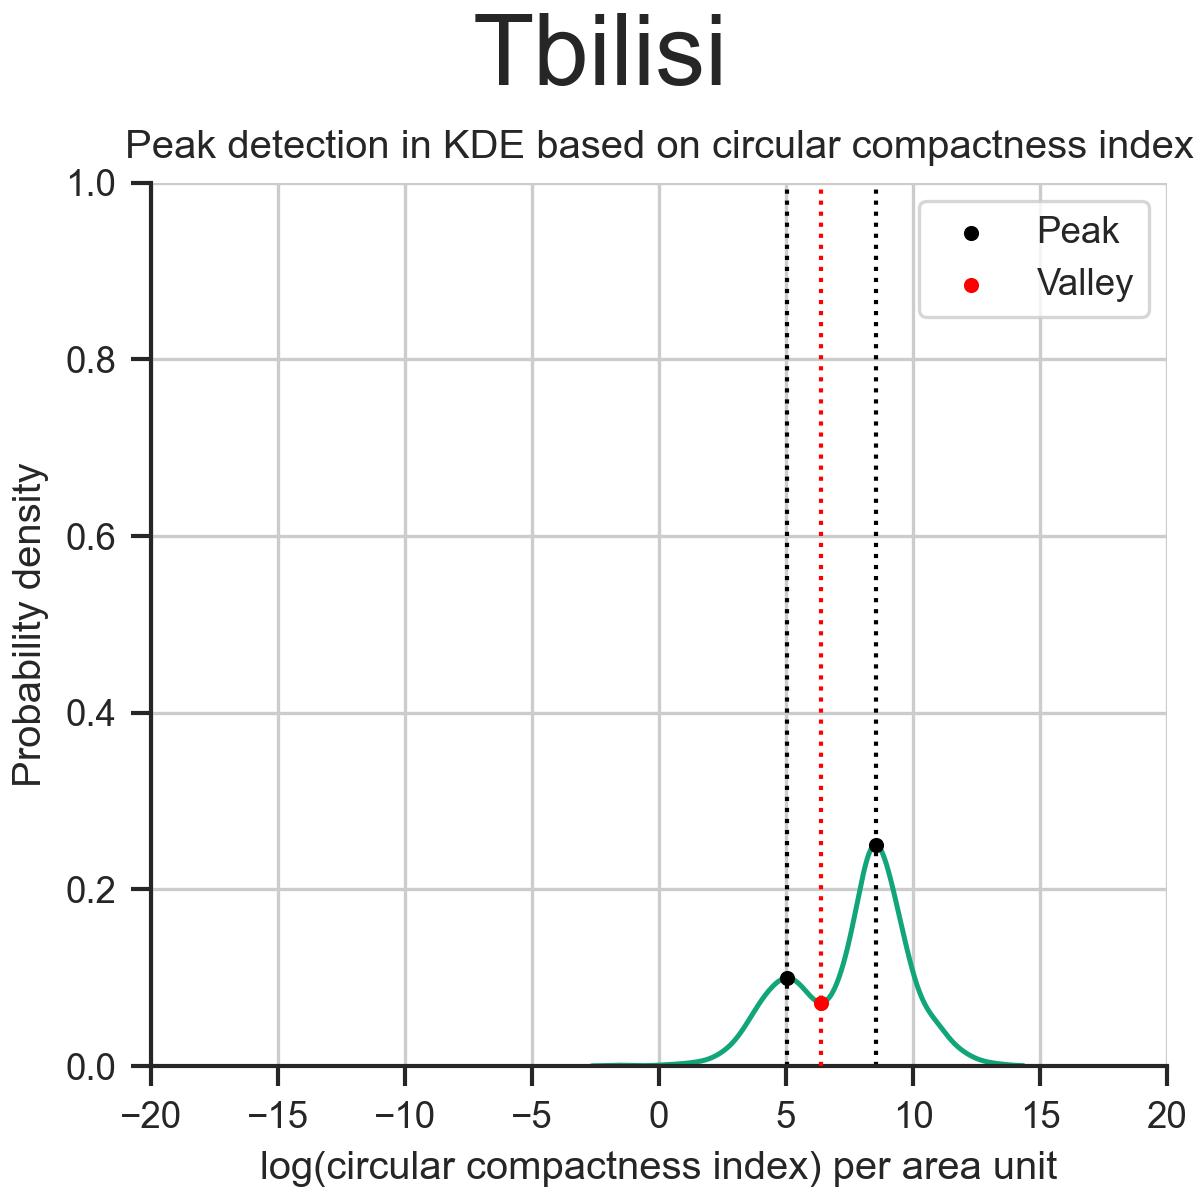 Tbilisi
Peak detection in KDE based on circular compactness index
1.0
0.8
0.6
0.4
0.2
0.0
Probability density
Peak
Valley
−20
−15
−10
−5
0
5
10
15
20
log(circular compactness index) per area unit